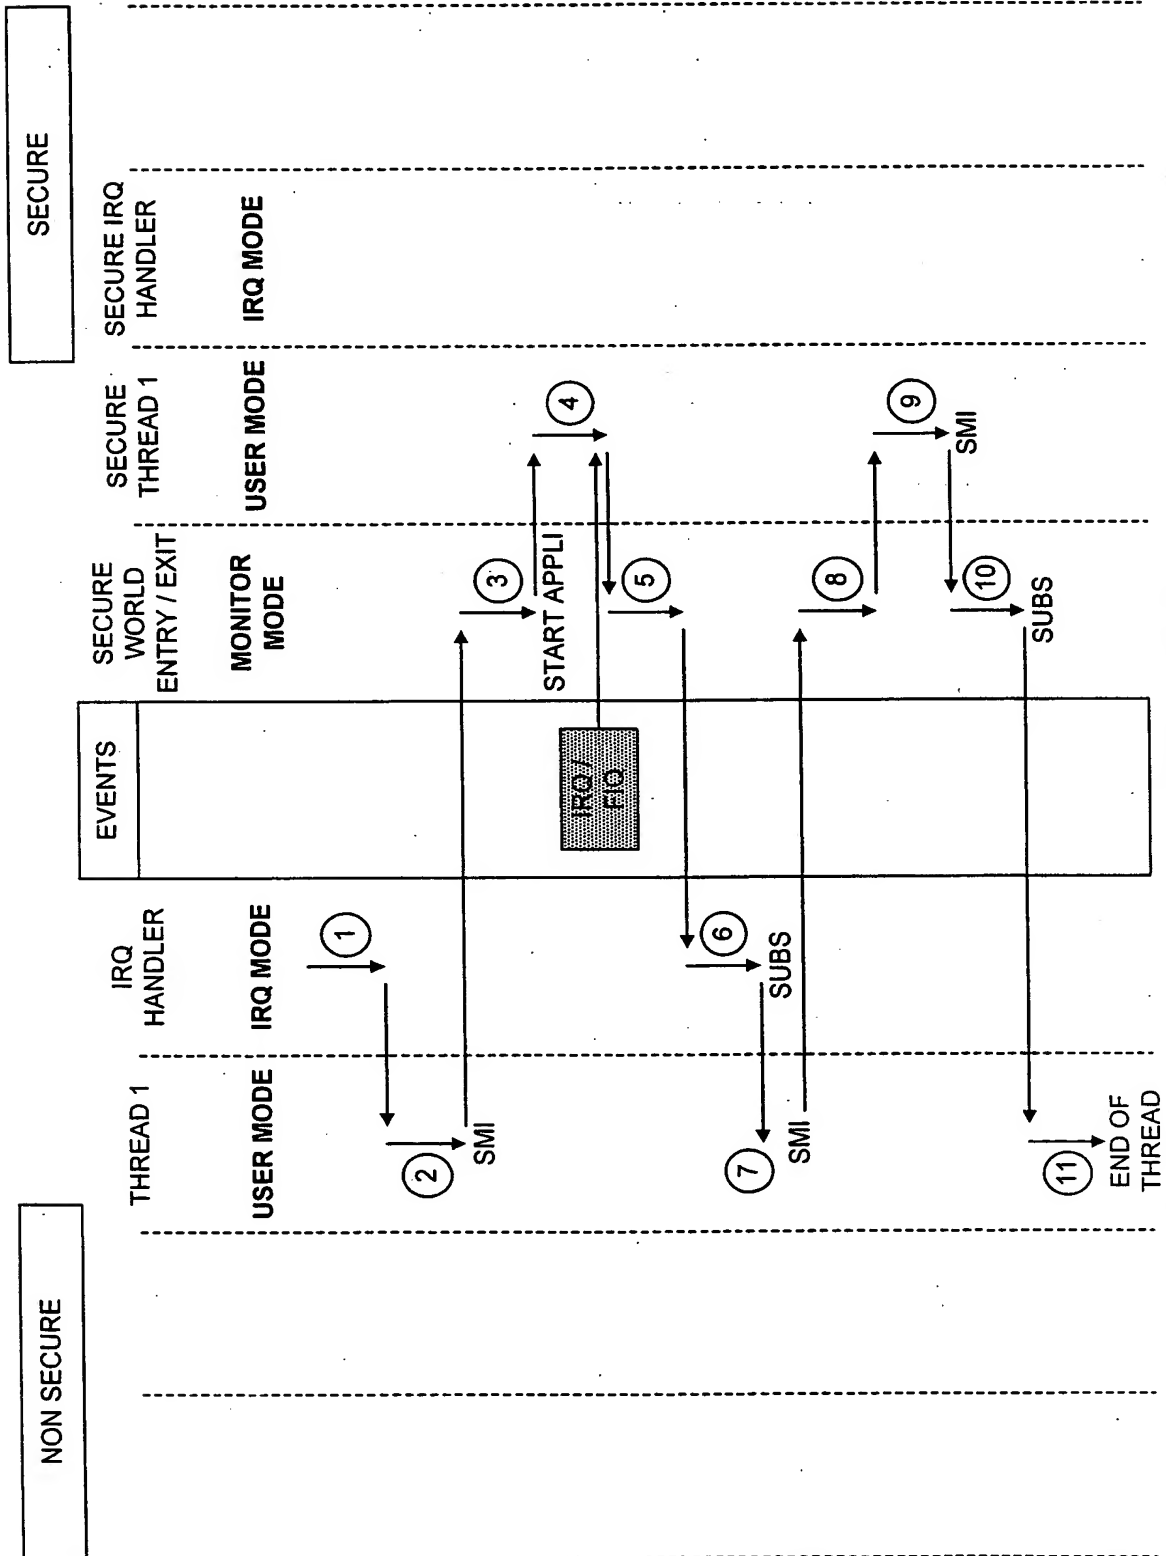 NON SECURE
SECURE
THREAD 1
USER MODE
IRQ
HANDLER
IRQ MODE
EVENTS
SECURE
WORLD
ENTRY / EXIT
MONITOR
MODE
SECURE
THREAD 1
USER MODE
SECURE IRQ
HANDLER
IRQ MODE
1
2
SMI
3
START APPLI
4
IRQ /
FIQ
5
6
SUBS
7
SMI
8
9
SMI
10
SUBS
11
END OF
THREAD